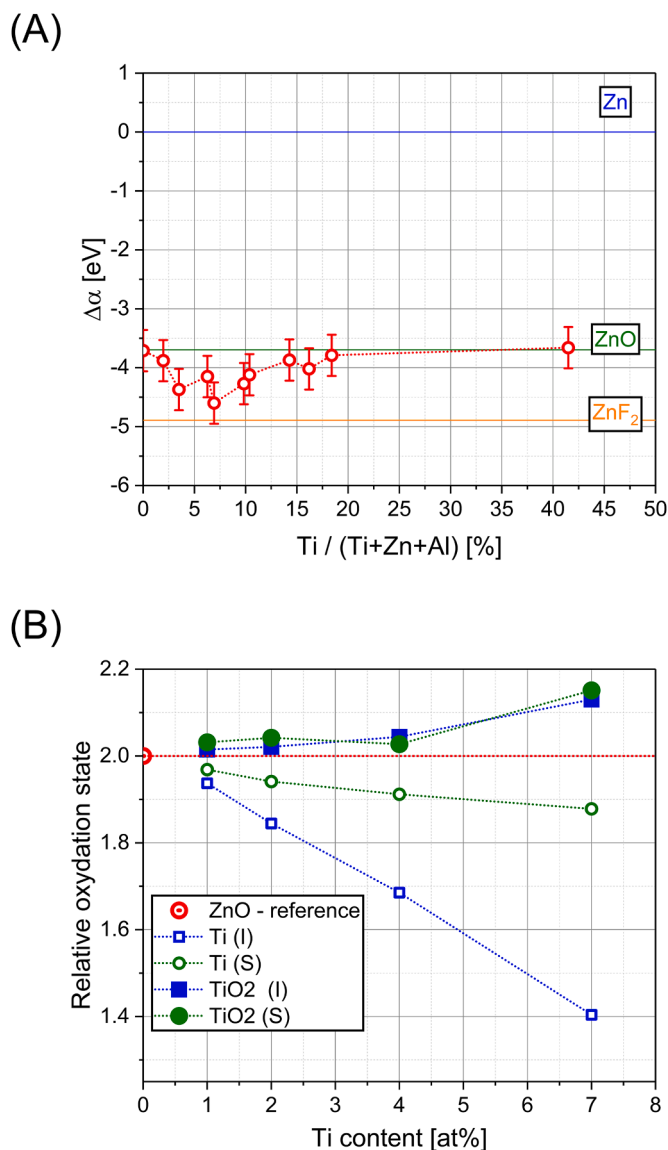 (A)
1
Zn
0
-1
-2
Δα [eV]
-3
ZnO
-4
-5
ZnF2
-6
0 5 10 15 20 25 30 35 40 45 50
Ti / (Ti+Zn+Al) [%]
(B)
2.2
2.0
1.8
Relative oxydation state
1.6
1.4
ZnO - reference
Ti (I)
Ti (S)
TiO2 (I)
TiO2 (S)
0 1 2 3 4 5 6 7 8
Ti content [at%]